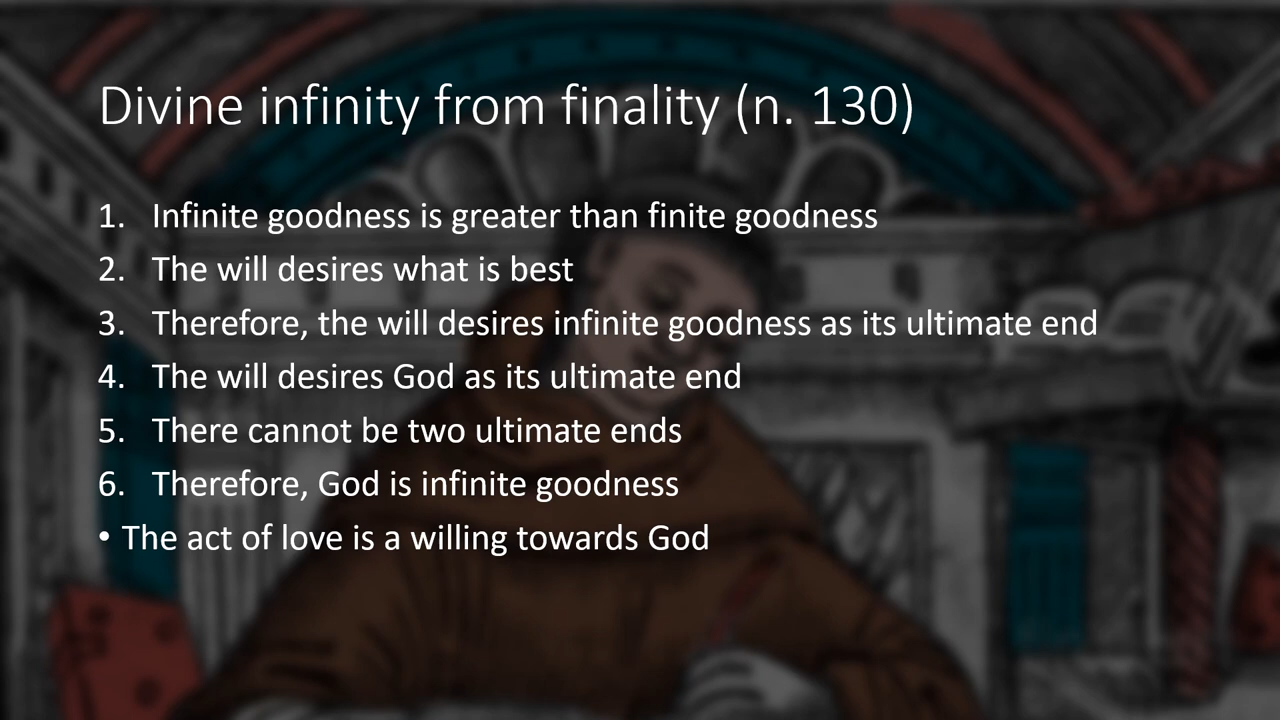 Divine infinity from finality (n. 130)
1. Infinite goodness is greater than finite goodness
2. The will desires what is best
3. Therefore, the will desires infinite goodness as its ultimate end
4. The will desires God as its ultimate end
5. There cannot be two ultimate ends
6. Therefore, God is infinite goodness
• The act of love is a willing towards God